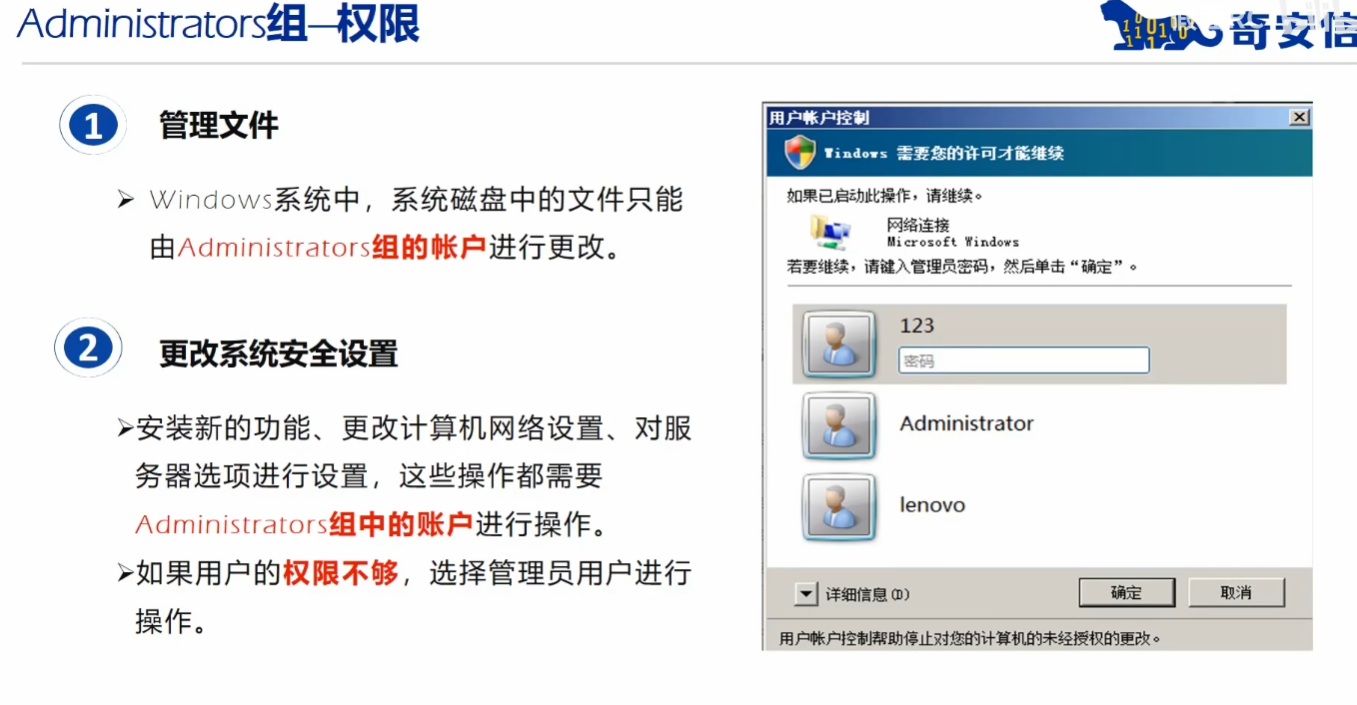 Administrators组—权限
奇安信
1 管理文件
➢ Windows系统中，系统磁盘中的文件只能
由Administrators组的帐户进行更改。
2 更改系统安全设置
➢安装新的功能、更改计算机网络设置、对服
务器选项进行设置，这些操作都需要
Administrators组中的账户进行操作。
➢如果用户的权限不够，选择管理员用户进行
操作。
用户帐户控制
Windows 需要您的许可才能继续
如果已启动此操作，请继续。
网络连接
Microsoft Windows
若要继续，请键入管理员密码，然后单击“确定”。
123
密码
Administrator
lenovo
详细信息(D)
确定
取消
用户帐户控制帮助停止对您的计算机的未经授权的更改。